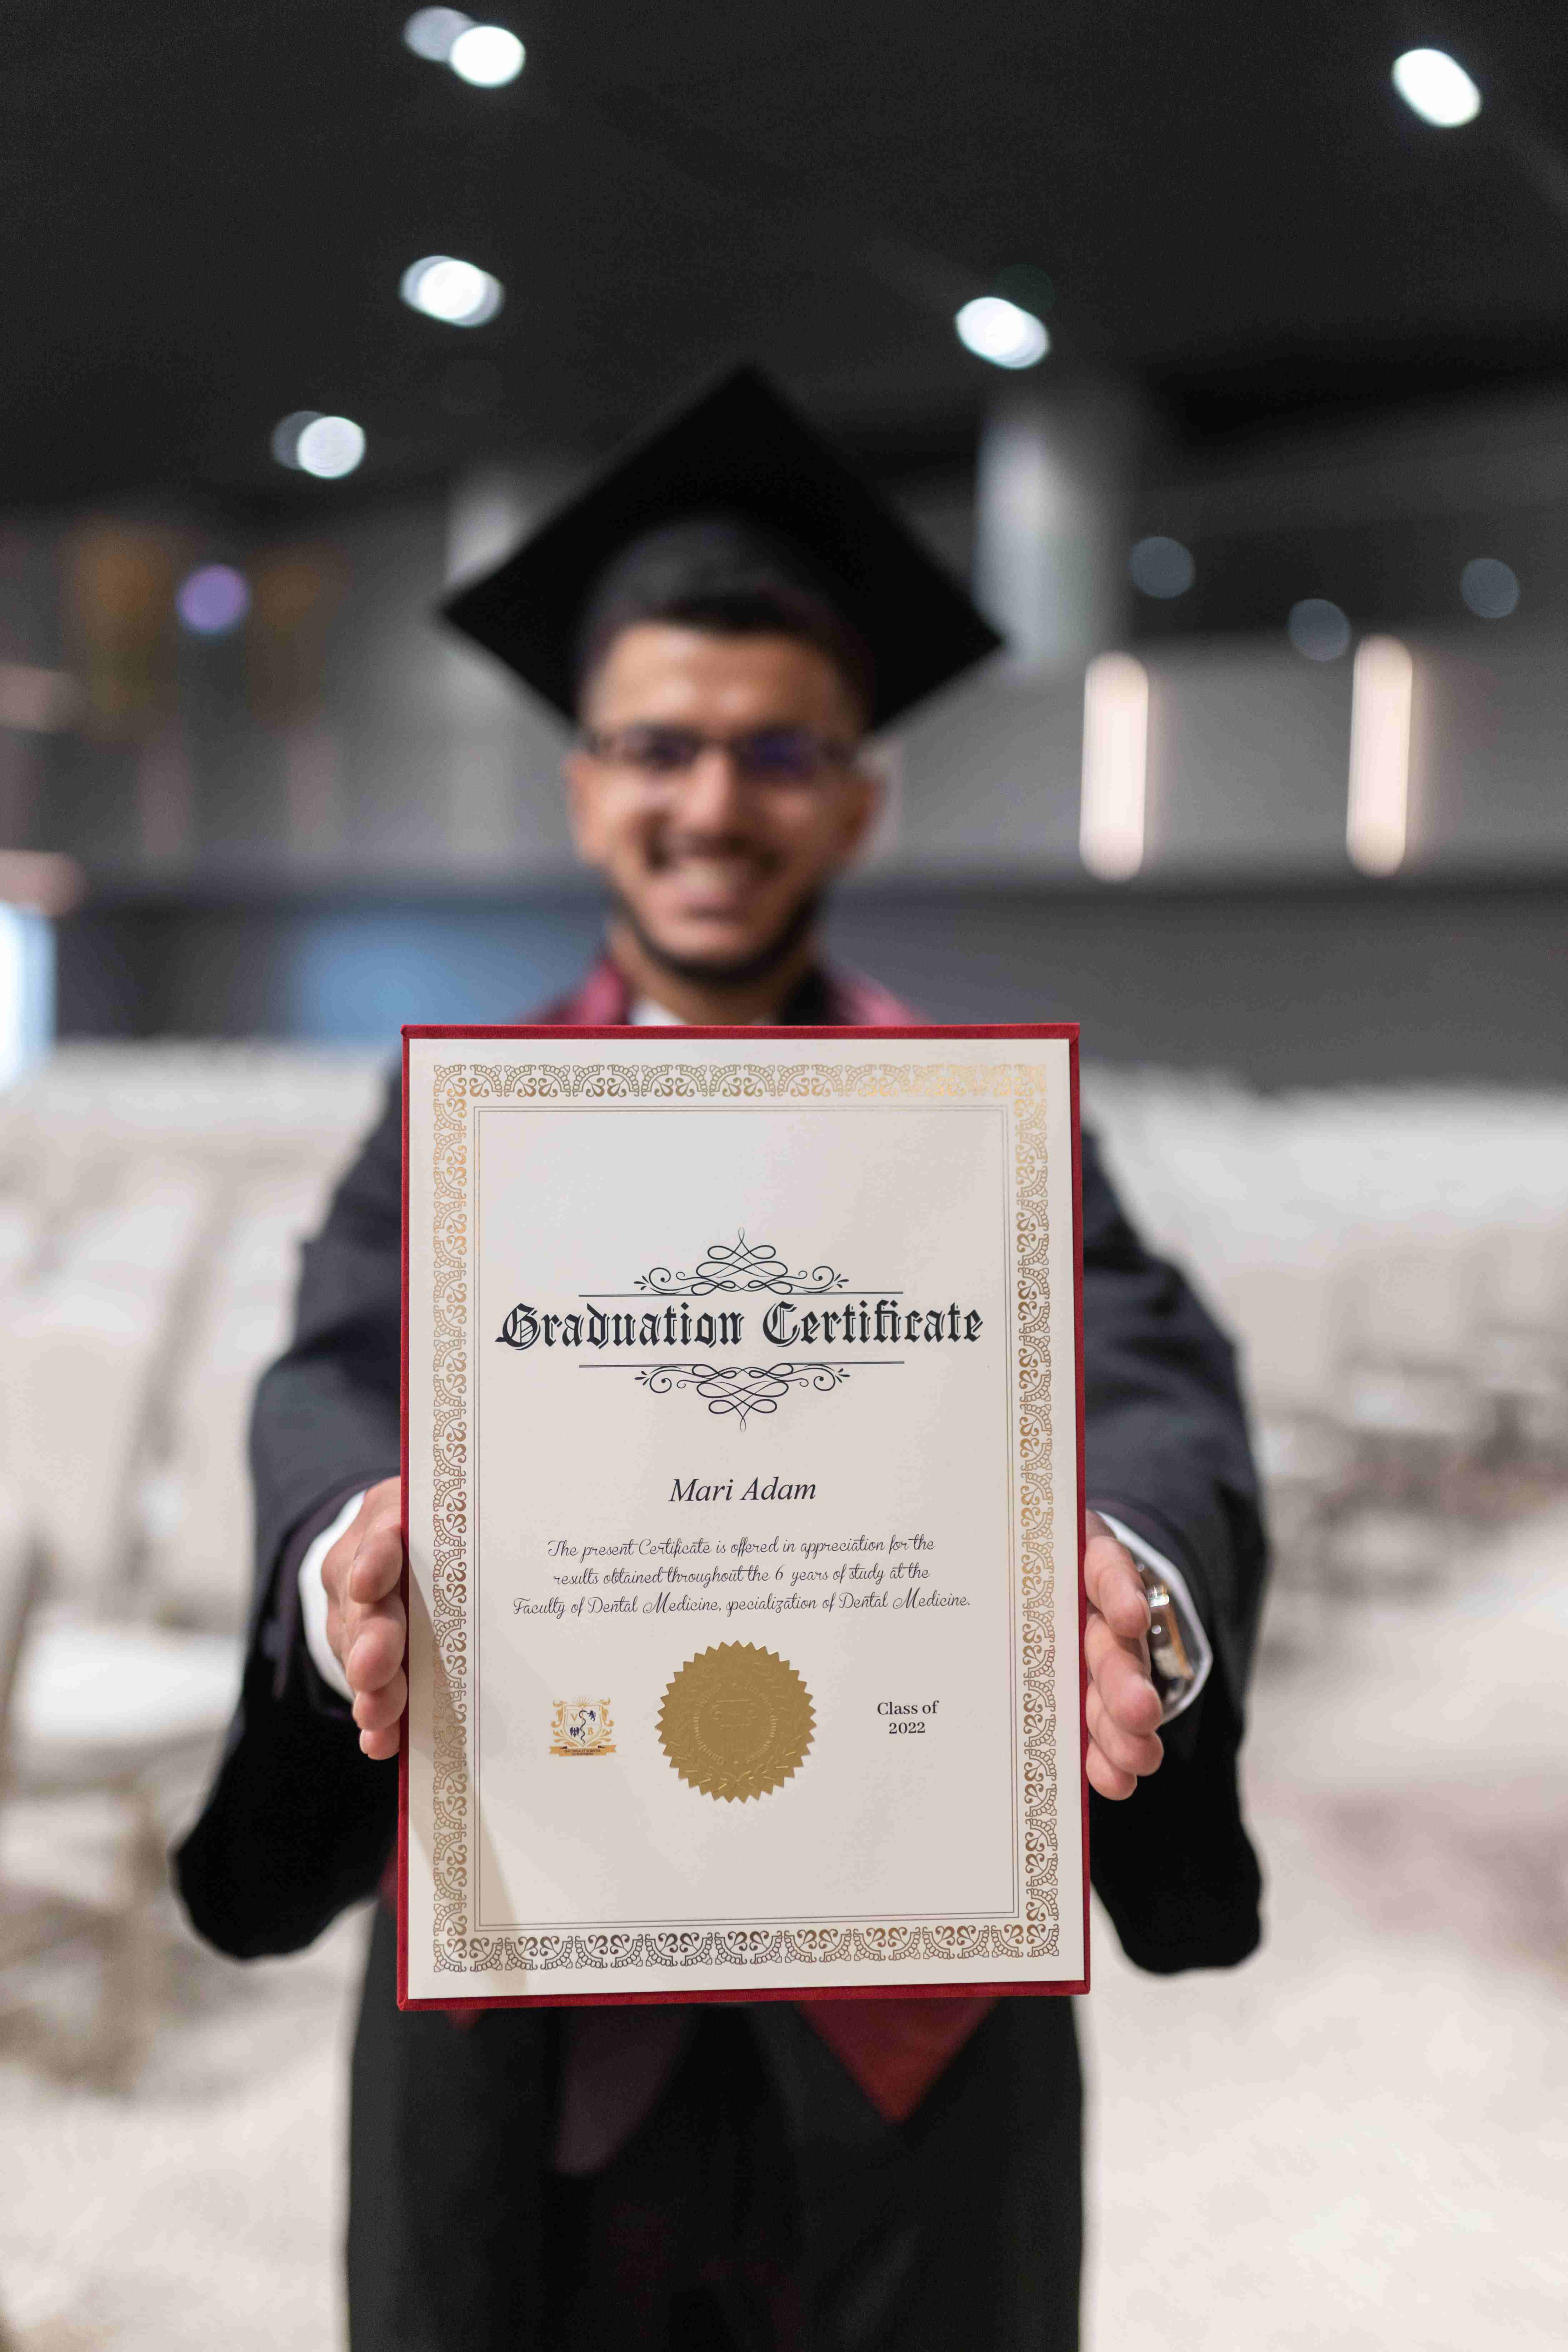 Graduation Certificate
Mari Adam
The present Certificate is offered in appreciation for the
results obtained throughout the 6 years of study at the
Faculty of Dental Medicine, specialization of Dental Medicine.
V
B
Class of
2022